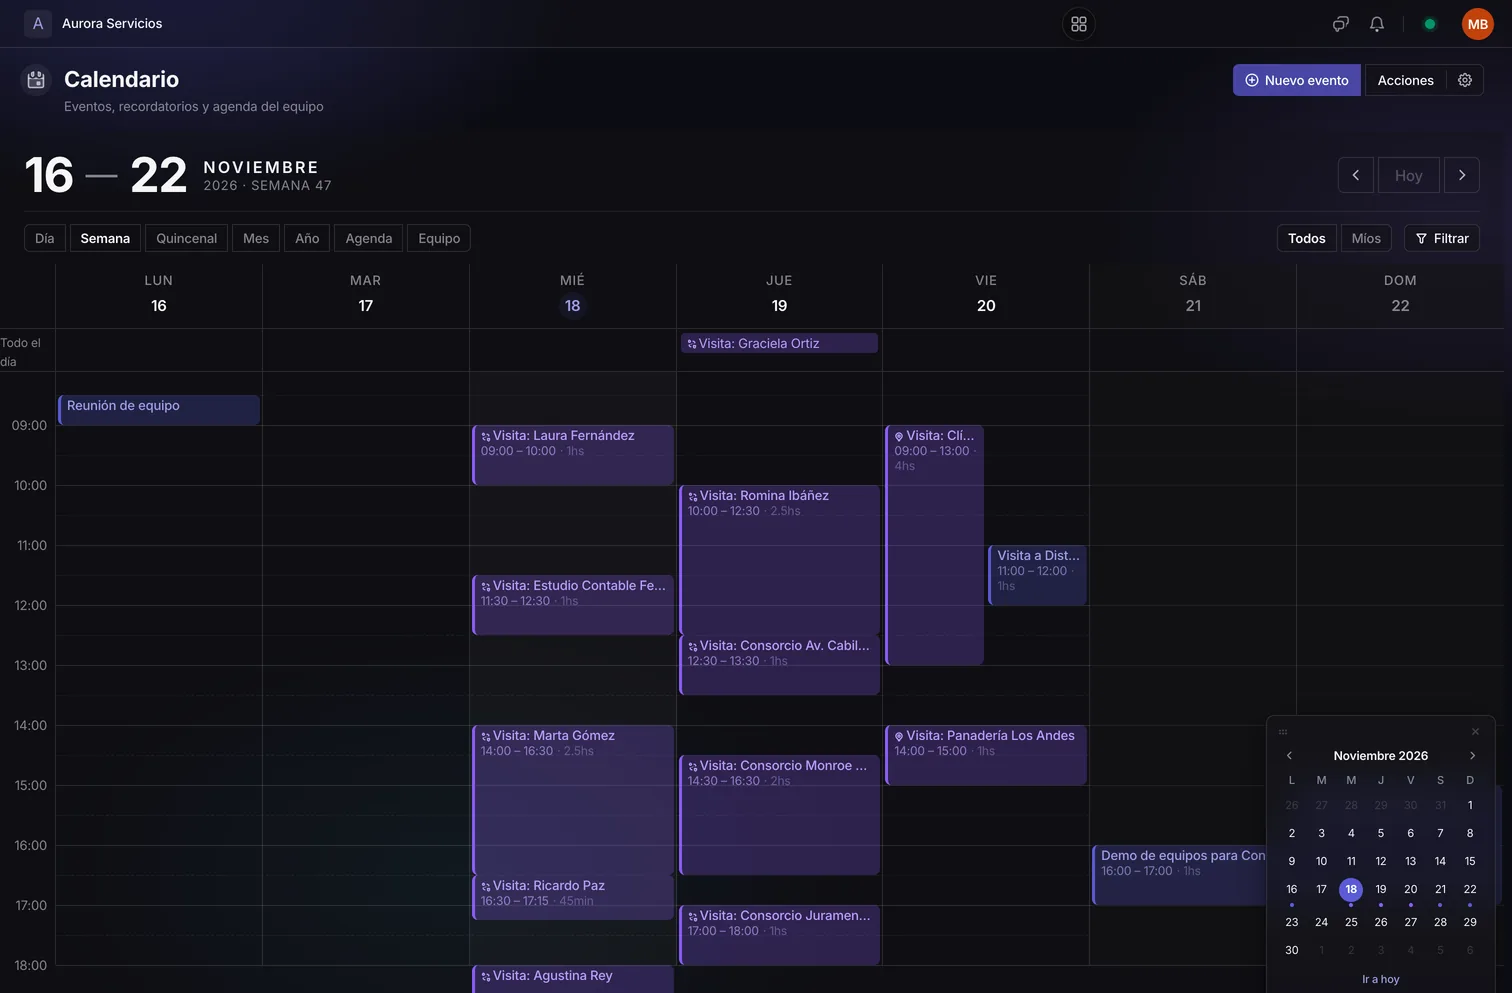 A Aurora Servicios
MB
Calendario
Eventos, recordatorios y agenda del equipo
Nuevo evento
Acciones
16 — 22
NOVIEMBRE
2026 · SEMANA 47
Hoy
Día Semana Quincenal Mes Año Agenda Equipo
Todos Míos Filtrar
LUN MAR MIÉ JUE VIE SÁB DOM
16 17 18 19 20 21 22
Todo el
día
Visita: Graciela Ortiz
Reunión de equipo
09:00
Visita: Laura Fernández
09:00 – 10:00 · 1hs
Visita: Clí...
09:00 – 13:00 ·
4hs
10:00
Visita: Romina Ibáñez
10:00 – 12:30 · 2.5hs
11:00
Visita a Dist...
11:00 – 12:00 ·
1hs
Visita: Estudio Contable Fe...
11:30 – 12:30 · 1hs
12:00
Visita: Consorcio Av. Cabil...
12:30 – 13:30 · 1hs
13:00
14:00
Visita: Marta Gómez
14:00 – 16:30 · 2.5hs
Visita: Panadería Los Andes
14:00 – 15:00 · 1hs
Visita: Consorcio Monroe ...
14:30 – 16:30 · 2hs
15:00
16:00
Demo de equipos para Con
16:00 – 17:00 · 1hs
Visita: Ricardo Paz
16:30 – 17:15 · 45min
17:00
Visita: Consorcio Juramen...
17:00 – 18:00 · 1hs
18:00
Visita: Agustina Rey
Noviembre 2026
L M M J V S D
26 27 28 29 30 31 1
2 3 4 5 6 7 8
9 10 11 12 13 14 15
16 17 18 19 20 21 22
23 24 25 26 27 28 29
30 1 2 3 4 5 6
Ir a hoy